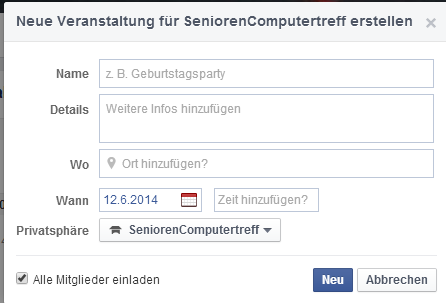 Neue Veranstaltung für SeniorenComputertreff erstellen
Name z. B. Geburtstagsparty
Details Weitere Infos hinzufügen
Wo Ort hinzufügen?
Wann 12.6.2014 Zeit hinzufügen?
Privatsphäre SeniorenComputertreff
Alle Mitglieder einladen Neu Abbrechen